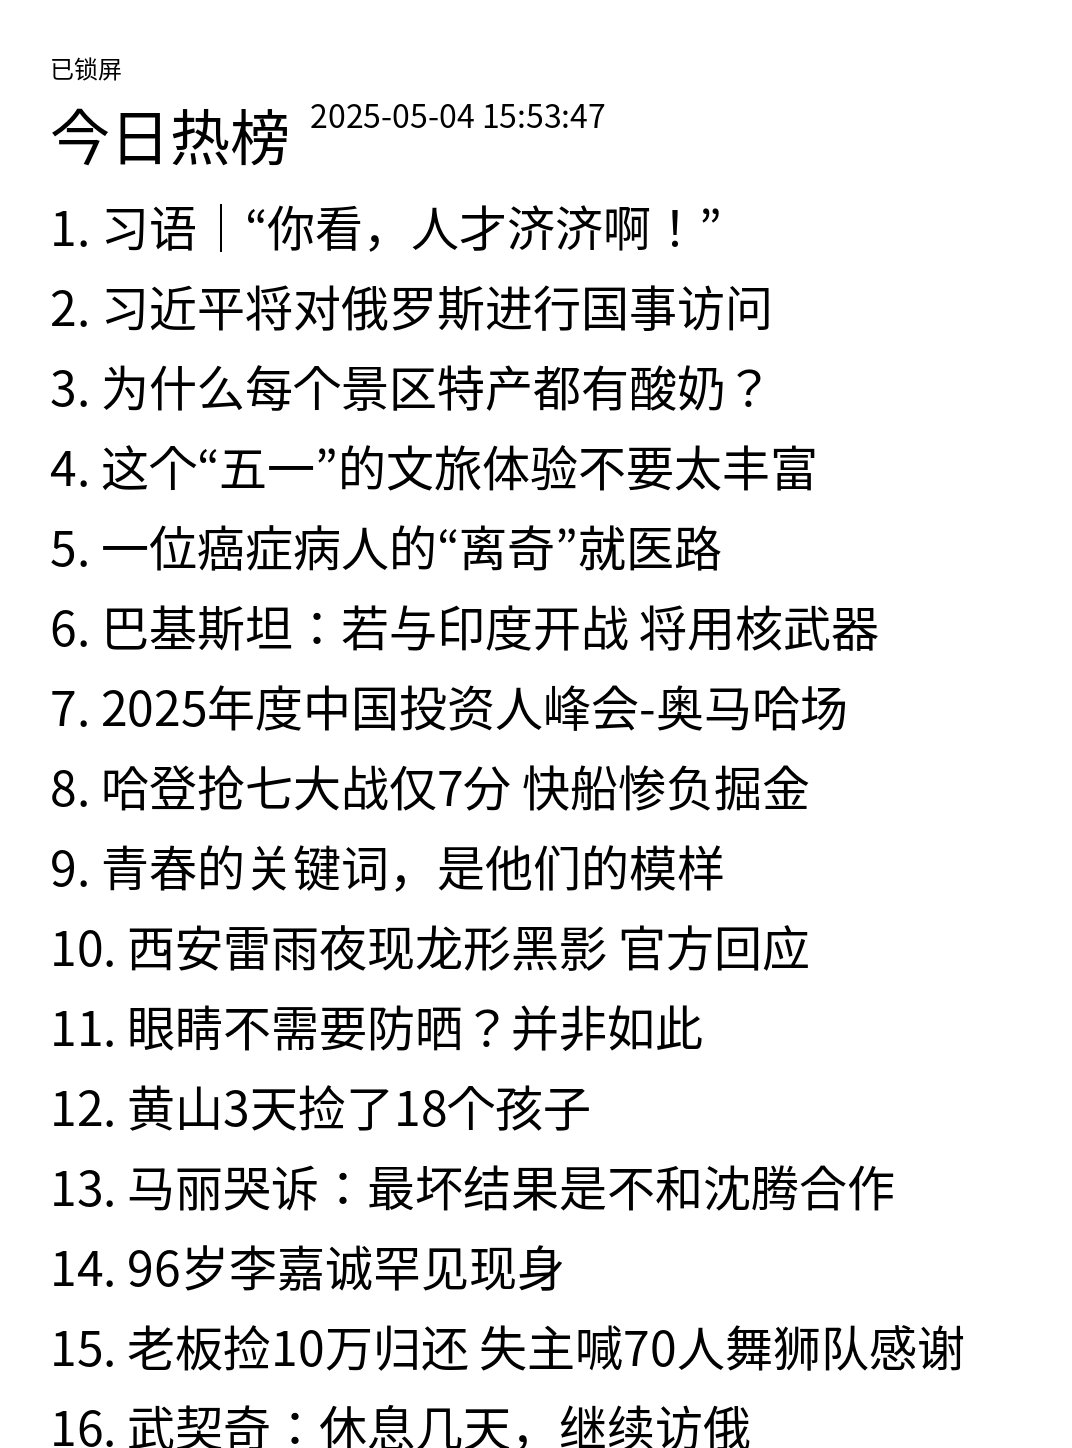 已锁屏
今日热榜 2025-05-04 15:53:47
1. 习语｜“你看，人才济济啊！”
2. 习近平将对俄罗斯进行国事访问
3. 为什么每个景区特产都有酸奶？
4. 这个“五一”的文旅体验不要太丰富
5. 一位癌症病人的“离奇”就医路
6. 巴基斯坦：若与印度开战 将用核武器
7. 2025年度中国投资人峰会-奥马哈场
8. 哈登抢七大战仅7分 快船惨负掘金
9. 青春的关键词，是他们的模样
10. 西安雷雨夜现龙形黑影 官方回应
11. 眼睛不需要防晒？并非如此
12. 黄山3天捡了18个孩子
13. 马丽哭诉：最坏结果是不和沈腾合作
14. 96岁李嘉诚罕见现身
15. 老板捡10万归还 失主喊70人舞狮队感谢
16. 武契奇：休息几天，继续访俄